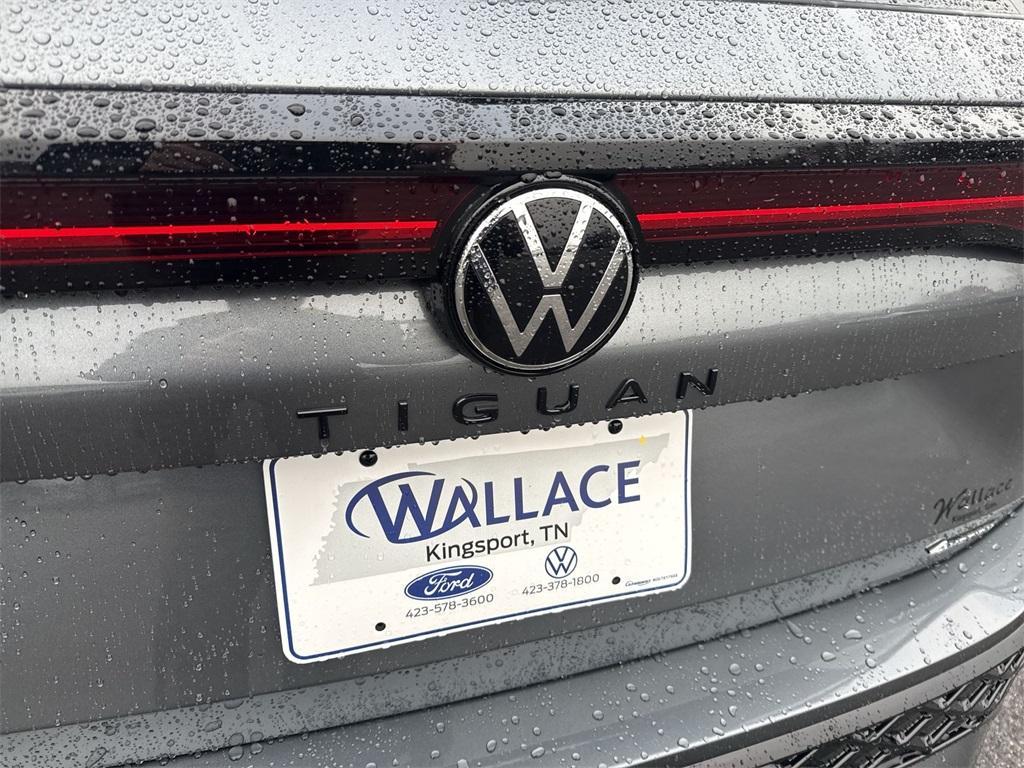 TIGUAN
WALLACE
Kingsport, TN
Ford
423-578-3600
423-378-1800
Wallace